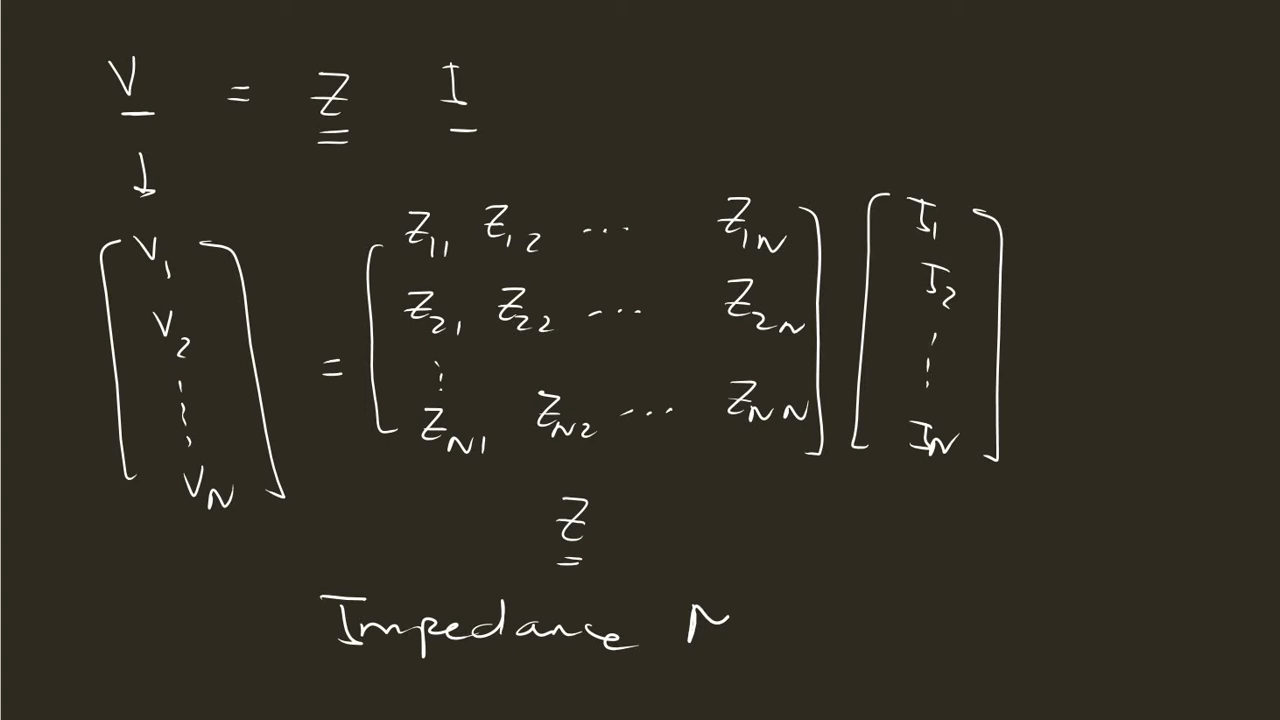 V = Z I
↓
[V1 V2 ⋮ VN] = [Z11 Z12 ... Z1N] [I1
Z21 Z22 ... Z2N I2
⋮ ⋮
ZN1 ZN2 ... ZNN IN]
Z
Impedance M